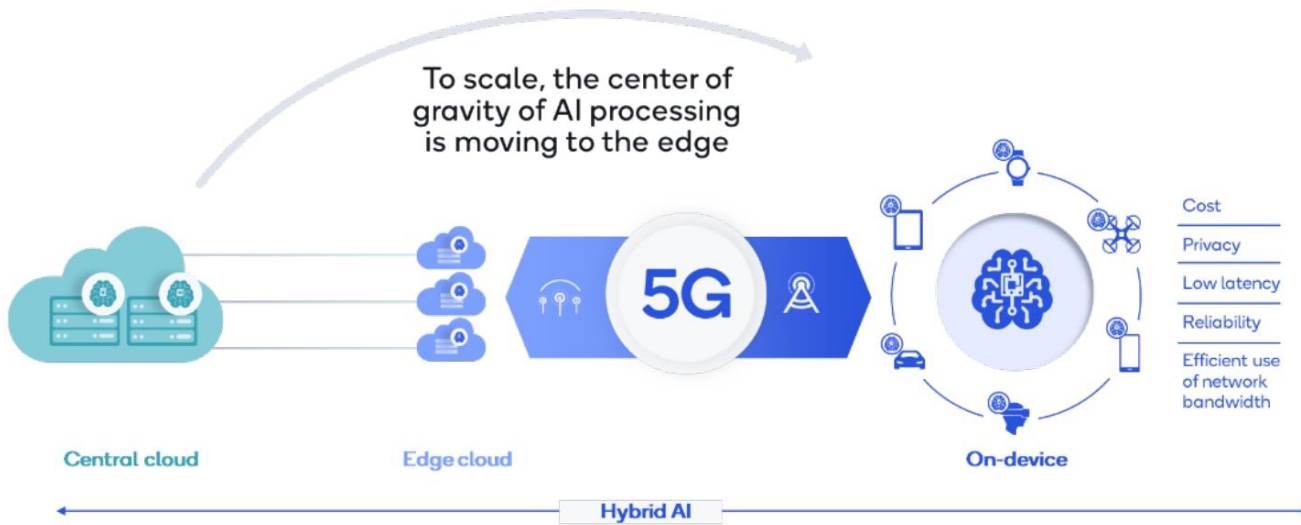 To scale, the center of
gravity of AI processing
is moving to the edge
5G
Cost
Privacy
Low latency
Reliability
Efficient use
of network
bandwidth
Central cloud
Edge cloud
On-device
Hybrid AI